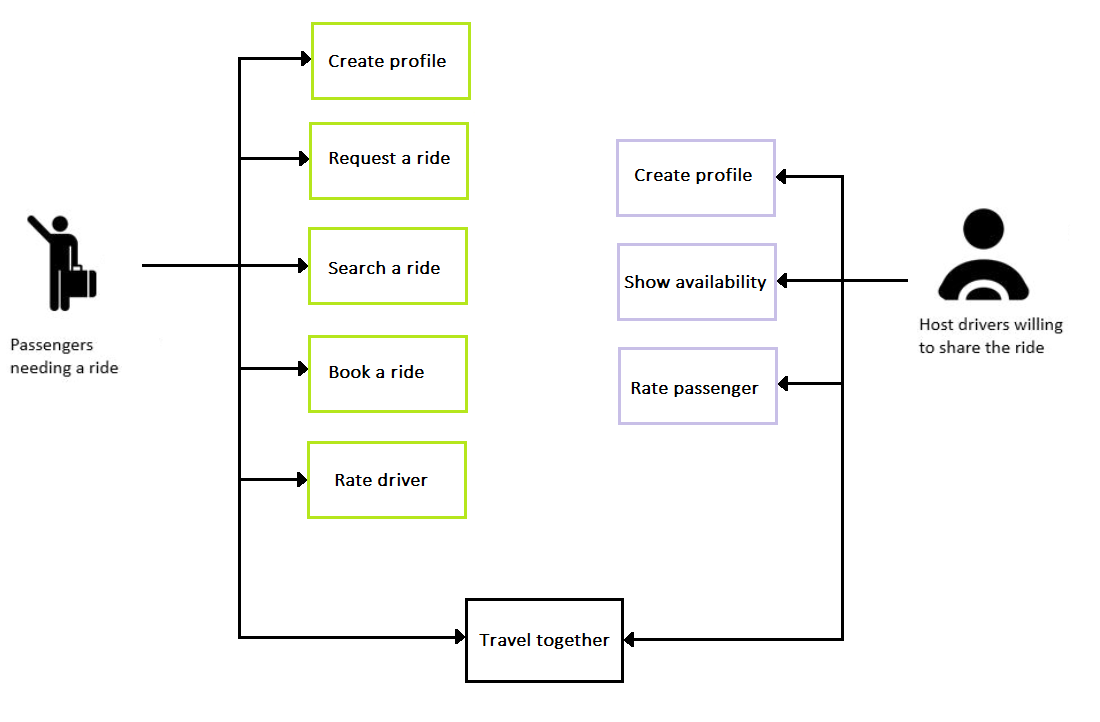 Create profile
Request a ride
Search a ride
Book a ride
Rate driver
Passengers
needing a ride
Create profile
Show availability
Rate passenger
Host drivers willing
to share the ride
Travel together